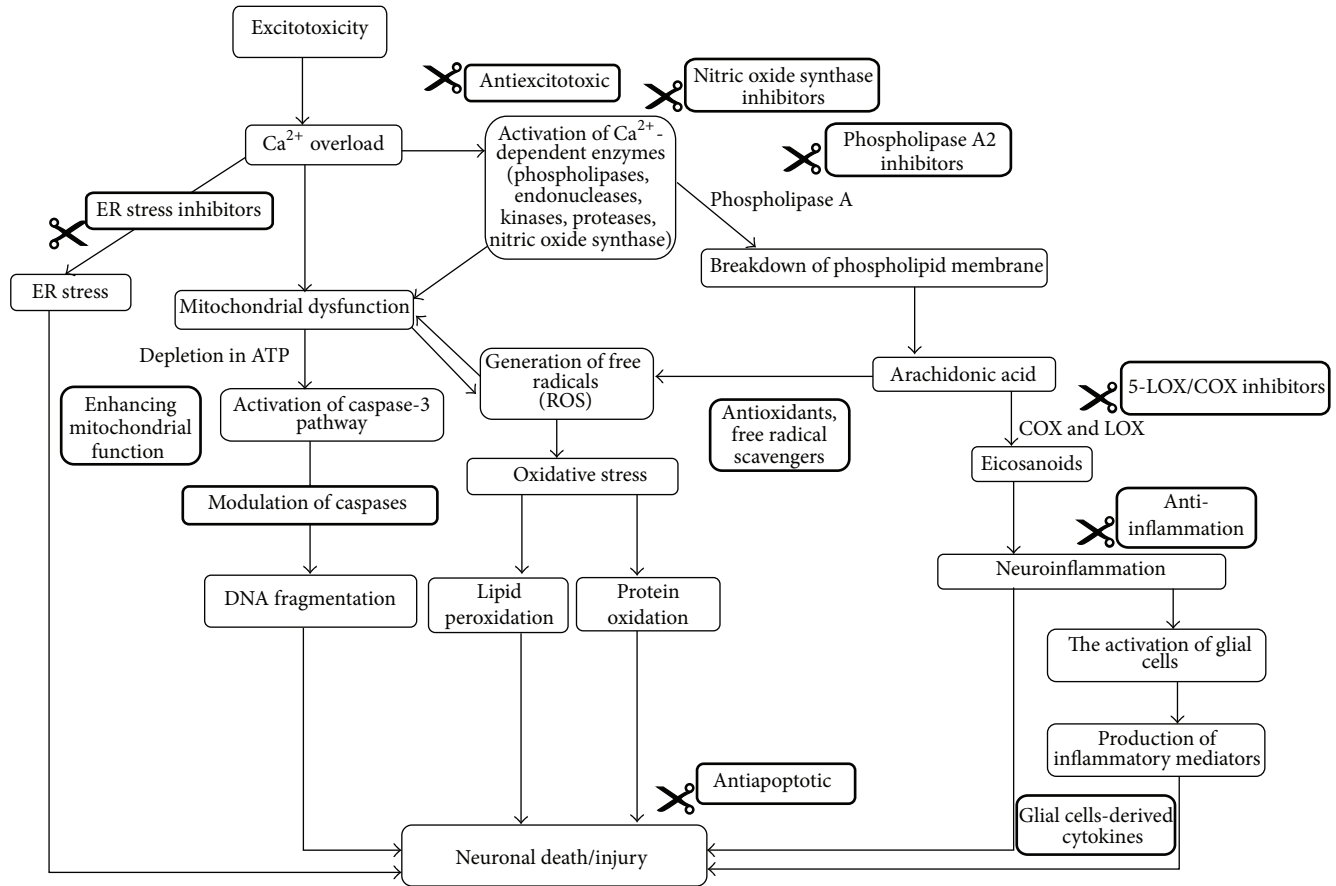 Excitotoxicity
Antiexcitotoxic
Nitric oxide synthase
inhibitors
Ca²⁺ overload
Activation of Ca²⁺-
dependent enzymes
(phospholipases,
endonucleases,
kinases, proteases,
nitric oxide synthase)
Phospholipase A2
inhibitors
ER stress inhibitors
Phospholipase A
Breakdown of phospholipid membrane
ER stress
Mitochondrial dysfunction
Depletion in ATP
Generation of free
radicals
(ROS)
Arachidonic acid
5-LOX/COX inhibitors
Enhancing
mitochondrial
function
Activation of caspase-3
pathway
Antioxidants,
free radical
scavengers
COX and LOX
Eicosanoids
Oxidative stress
Modulation of caspases
Anti-
inflammation
Neuroinflammation
DNA fragmentation
Lipid
peroxidation
Protein
oxidation
The activation of glial
cells
Production of
inflammatory mediators
Antiapoptotic
Glial cells-derived
cytokines
Neuronal death/injury